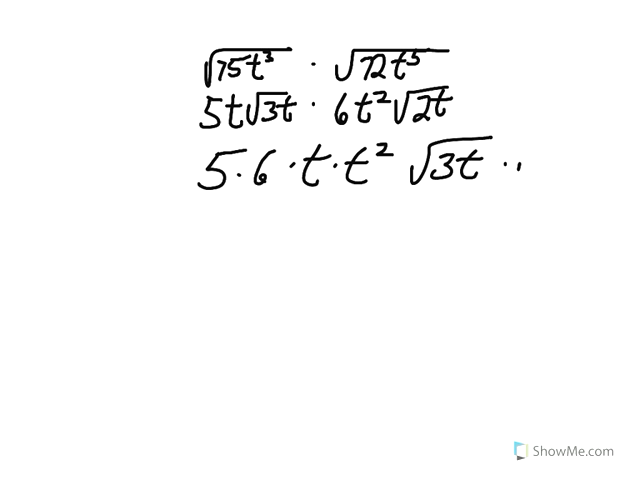 √75t³ · √72t⁵
5t√3t · 6t²√2t
5·6·t·t² √3t ··
ShowMe.com